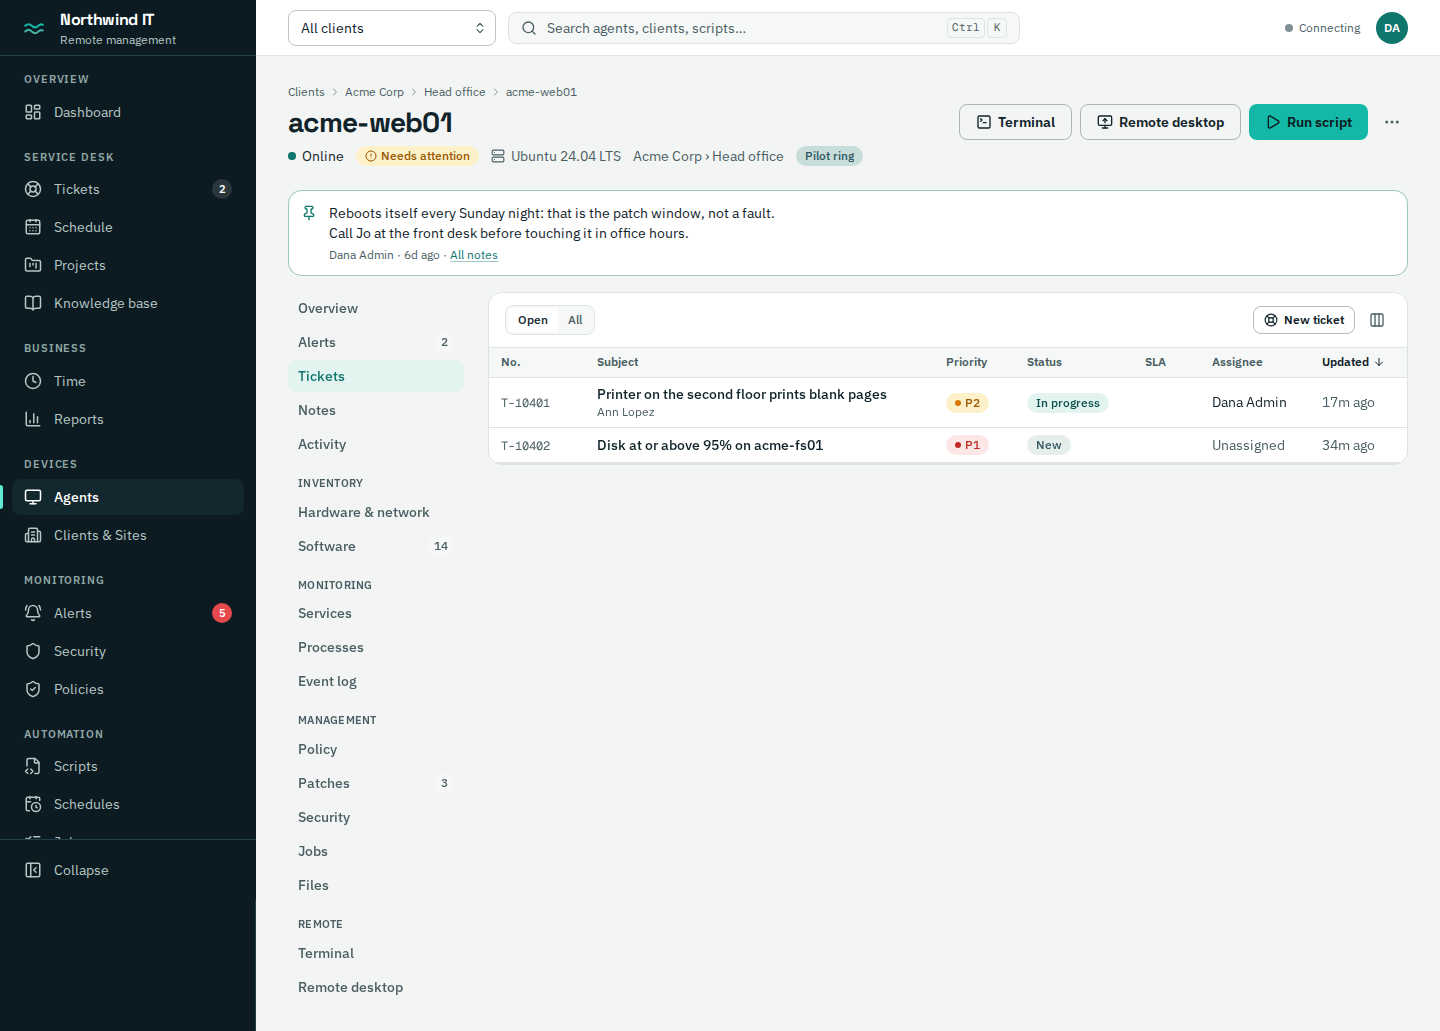 Northwind IT
Remote management
All clients
Search agents, clients, scripts...
Ctrl K
Connecting
DA
OVERVIEW
Dashboard
SERVICE DESK
Tickets 2
Schedule
Projects
Knowledge base
BUSINESS
Time
Reports
DEVICES
Agents
Clients & Sites
MONITORING
Alerts 5
Security
Policies
AUTOMATION
Scripts
Schedules
Collapse
Clients > Acme Corp > Head office > acme-web01
acme-web01
Terminal
Remote desktop
Run script
Online
Needs attention
Ubuntu 24.04 LTS
Acme Corp › Head office
Pilot ring
Reboots itself every Sunday night: that is the patch window, not a fault.
Call Jo at the front desk before touching it in office hours.
Dana Admin · 6d ago · All notes
Overview
Alerts 2
Tickets
Notes
Activity
INVENTORY
Hardware & network
Software 14
MONITORING
Services
Processes
Event log
MANAGEMENT
Policy
Patches 3
Security
Jobs
Files
REMOTE
Terminal
Remote desktop
Open All
New ticket
No. Subject Priority Status SLA Assignee Updated
T-10401 Printer on the second floor prints blank pages P2 In progress Dana Admin 17m ago
Ann Lopez
T-10402 Disk at or above 95% on acme-fs01 P1 New Unassigned 34m ago